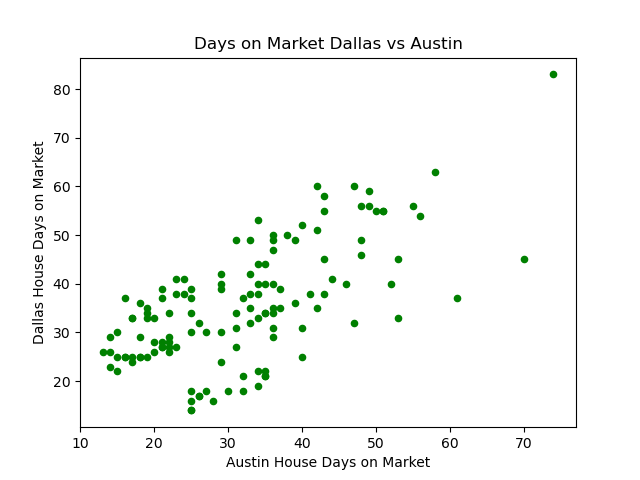 Days on Market Dallas vs Austin
80
70
60
50
40
30
20
Dallas House Days on Market
10 20 30 40 50 60 70
Austin House Days on Market